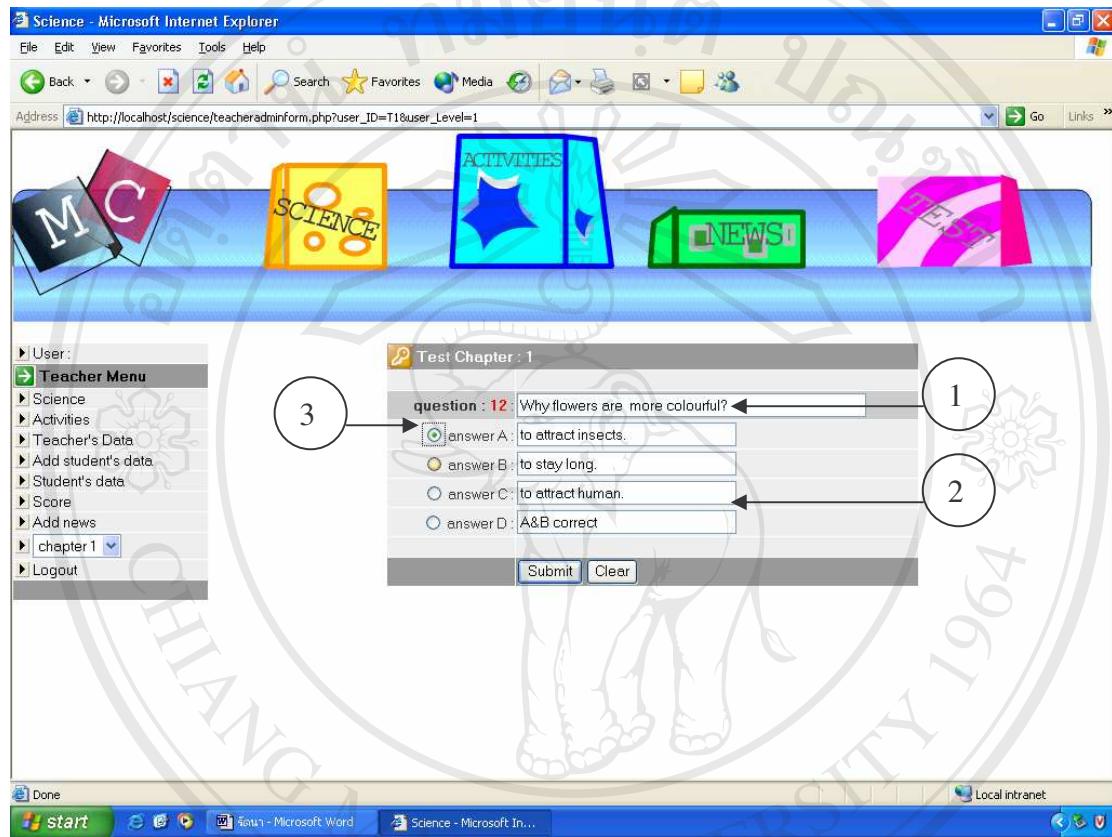 Science - Microsoft Internet Explorer
File Edit View Favorites Tools Help
Back Search Favorites Media
Address http://localhost/science/teacheradminform.php?user_ID=T1&user_Level=1 Go Links »
MC
SCIENCE
ACTIVITIES
NEWS
TEST
User :
Teacher Menu
Science
Activities
Teacher's Data
Add student's data
Student's data
Score
Add news
chapter 1
Logout
Test Chapter : 1
question : 12 : Why flowers are more colourful?
answer A : to attract insects.
answer B : to stay long.
answer C : to attract human.
answer D : A&B correct
Submit Clear
1
2
3
CHIANG M
ERSITY 1964
Done Local intranet
start - Microsoft Word Science - Microsoft In...